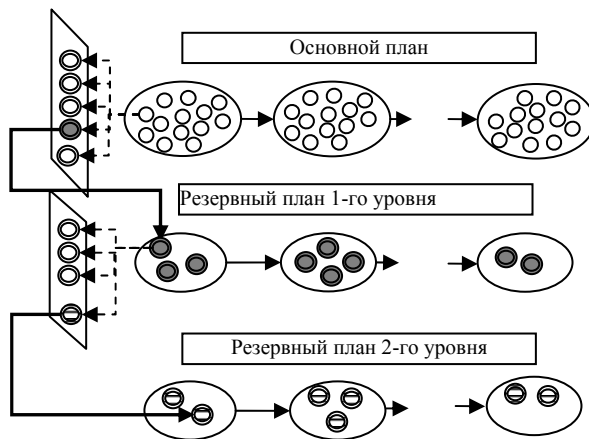 Основной план
Резервный план 1-го уровня
Резервный план 2-го уровня